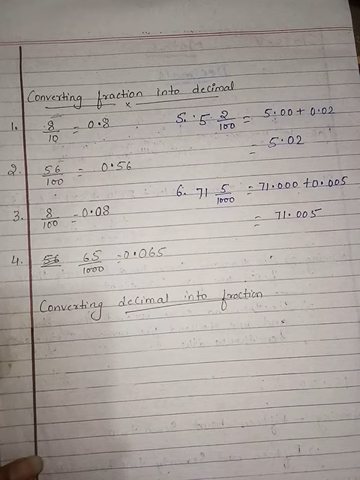 Converting fraction into decimal
1. 8/10 = 0.8
2. 56/100 = 0.56
3. 8/100 = 0.08
4. 56 65/1000 = 0.065
5. 5 2/100 = 5.00 + 0.02
= 5.02
6. 71 5/1000 = 71.000 + 0.005
= 71.005
Converting decimal into fraction